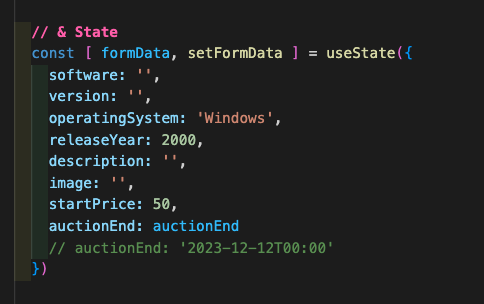 // & State
const [ formData, setFormData ] = useState({
software: '',
version: '',
operatingSystem: 'Windows',
releaseYear: 2000,
description: '',
image: '',
startPrice: 50,
auctionEnd: auctionEnd
// auctionEnd: '2023-12-12T00:00'
})